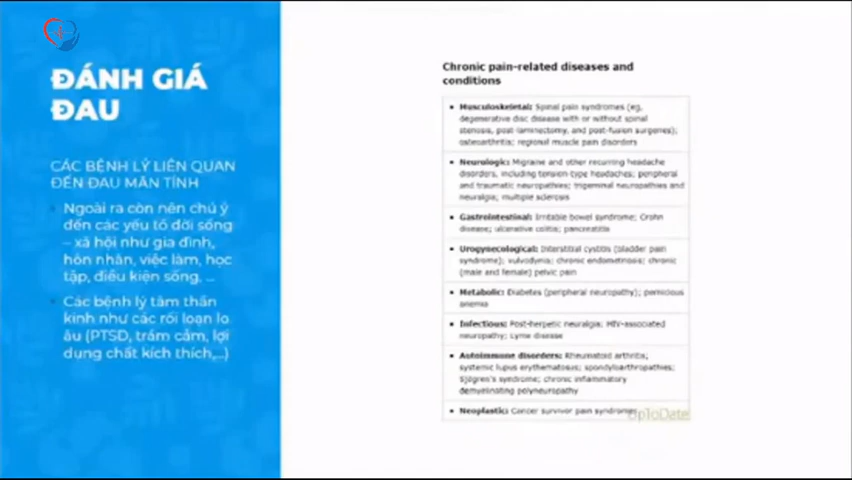 ĐÁNH GIÁ
ĐAU
CÁC BỆNH LÝ LIÊN QUAN
ĐẾN ĐAU MÃN TÍNH
Ngoài ra còn nên chú ý
đến các yếu tố đời sống
– xã hội như gia đình,
hôn nhân, việc làm, học
tập, điều kiện sống, ...
Các bệnh lý tâm thần
kinh như các rối loạn lo
âu (PTSD, trầm cảm, lợi
dụng chất kích thích,...)
Chronic pain-related diseases and
conditions
• Musculoskeletal: Spinal pain syndromes (eg,
degenerative disc disease with or without spinal
stenosis, post-laminectomy, and post-fusion surgeries);
osteoarthritis; regional muscle pain disorders
• Neurologic: Migraine and other recurring headache
disorders, including tension-type headaches; peripheral
and traumatic neuropathies; trigeminal neuropathies and
neuralgia; multiple sclerosis
• Gastrointestinal: Irritable bowel syndrome; Crohn
disease; ulcerative colitis; pancreatitis
• Urogynecological: Interstitial cystitis (bladder pain
syndrome); vulvodynia; chronic endometriosis; chronic
(male and female) pelvic pain
• Metabolic: Diabetes (peripheral neuropathy); pernicious
anemia
• Infectious: Post-herpetic neuralgia; HIV-associated
neuropathy; Lyme disease
• Autoimmune disorders: Rheumatoid arthritis;
systemic lupus erythematosus; spondyloarthropathies;
Sjögren's syndrome; chronic inflammatory
demyelinating polyneuropathy
• Neoplastic: Cancer survivor pain syndromes
UpToDate